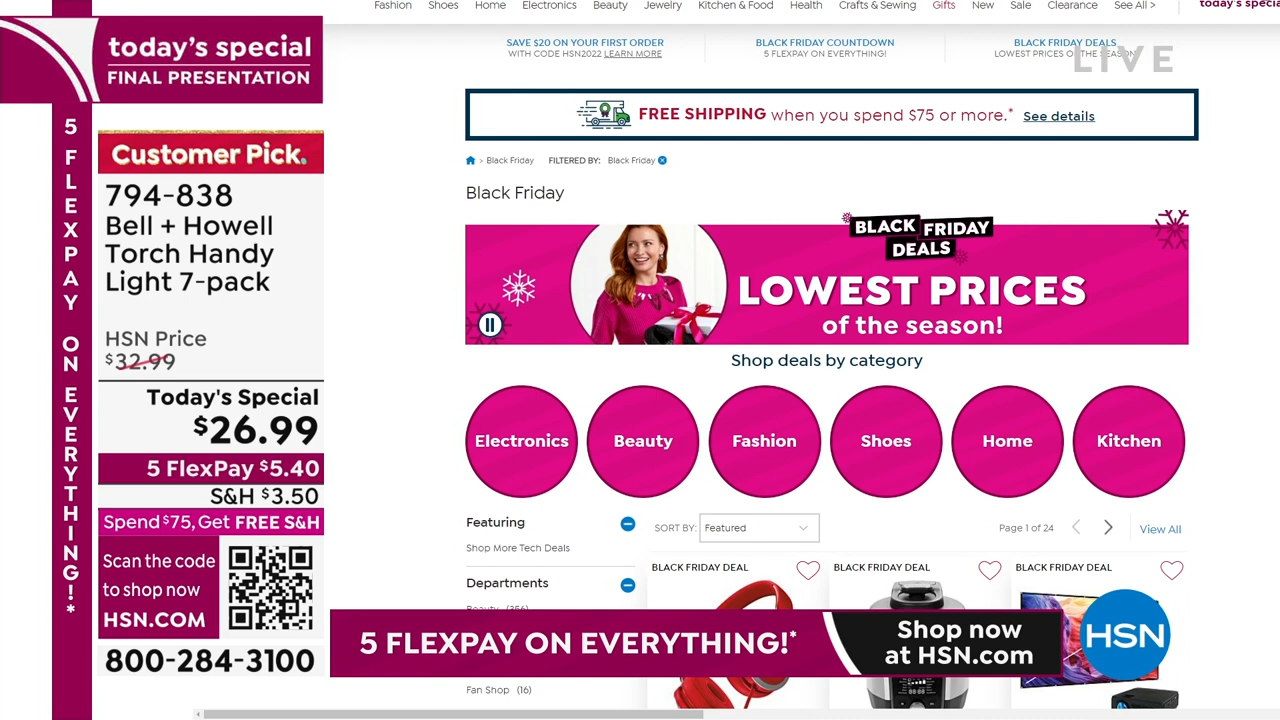 Fashion Shoes Home Electronics Beauty Jewelry Kitchen & Food Health Crafts & Sewing Gifts New Sale Clearance See All >
today's
today's special
FINAL PRESENTATION
LIVE
SAVE $20 ON YOUR FIRST ORDER
WITH CODE HSN2022 LEARN MORE
BLACK FRIDAY COUNTDOWN
5 FLEXPAY ON EVERYTHING!
BLACK FRIDAY DEALS
LOWEST PRICES OF THE SEASON
FREE SHIPPING when you spend $75 or more.* See details
5 FLEXPAY ON EVERYTHING!*
Customer Pick.
794-838
Bell + Howell
Torch Handy
Light 7-pack
HSN Price
$32.99
Today's Special
$26.99
5 FlexPay $5.40
S&H $3.50
Spend $75, Get FREE S&H
Scan the code
to shop now
HSN.COM
800-284-3100
> Black Friday FILTERED BY: Black Friday
Black Friday
BLACK FRIDAY
DEALS
LOWEST PRICES
of the season!
Shop deals by category
Electronics Beauty Fashion Shoes Home Kitchen
Featuring
Shop More Tech Deals
Departments
Beauty (356)
Fan Shop (16)
SORT BY: Featured
Page 1 of 24 View All
BLACK FRIDAY DEAL BLACK FRIDAY DEAL BLACK FRIDAY DEAL
5 FLEXPAY ON EVERYTHING!*
Shop now
at HSN.com
HSN